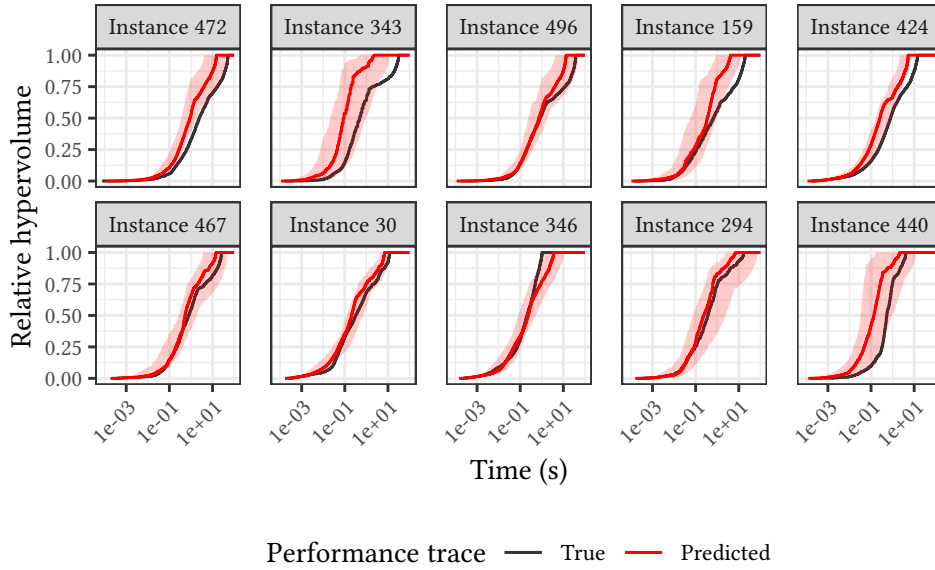 Instance 472 Instance 343 Instance 496 Instance 159 Instance 424
1.00
0.75
0.50
0.25
0.00
Instance 467 Instance 30 Instance 346 Instance 294 Instance 440
1.00
0.75
0.50
0.25
0.00
Relative hypervolume
1e-03 1e-01 1e+01 1e-03 1e-01 1e+01 1e-03 1e-01 1e+01 1e-03 1e-01 1e+01 1e-03 1e-01 1e+01
Time (s)
Performance trace True Predicted